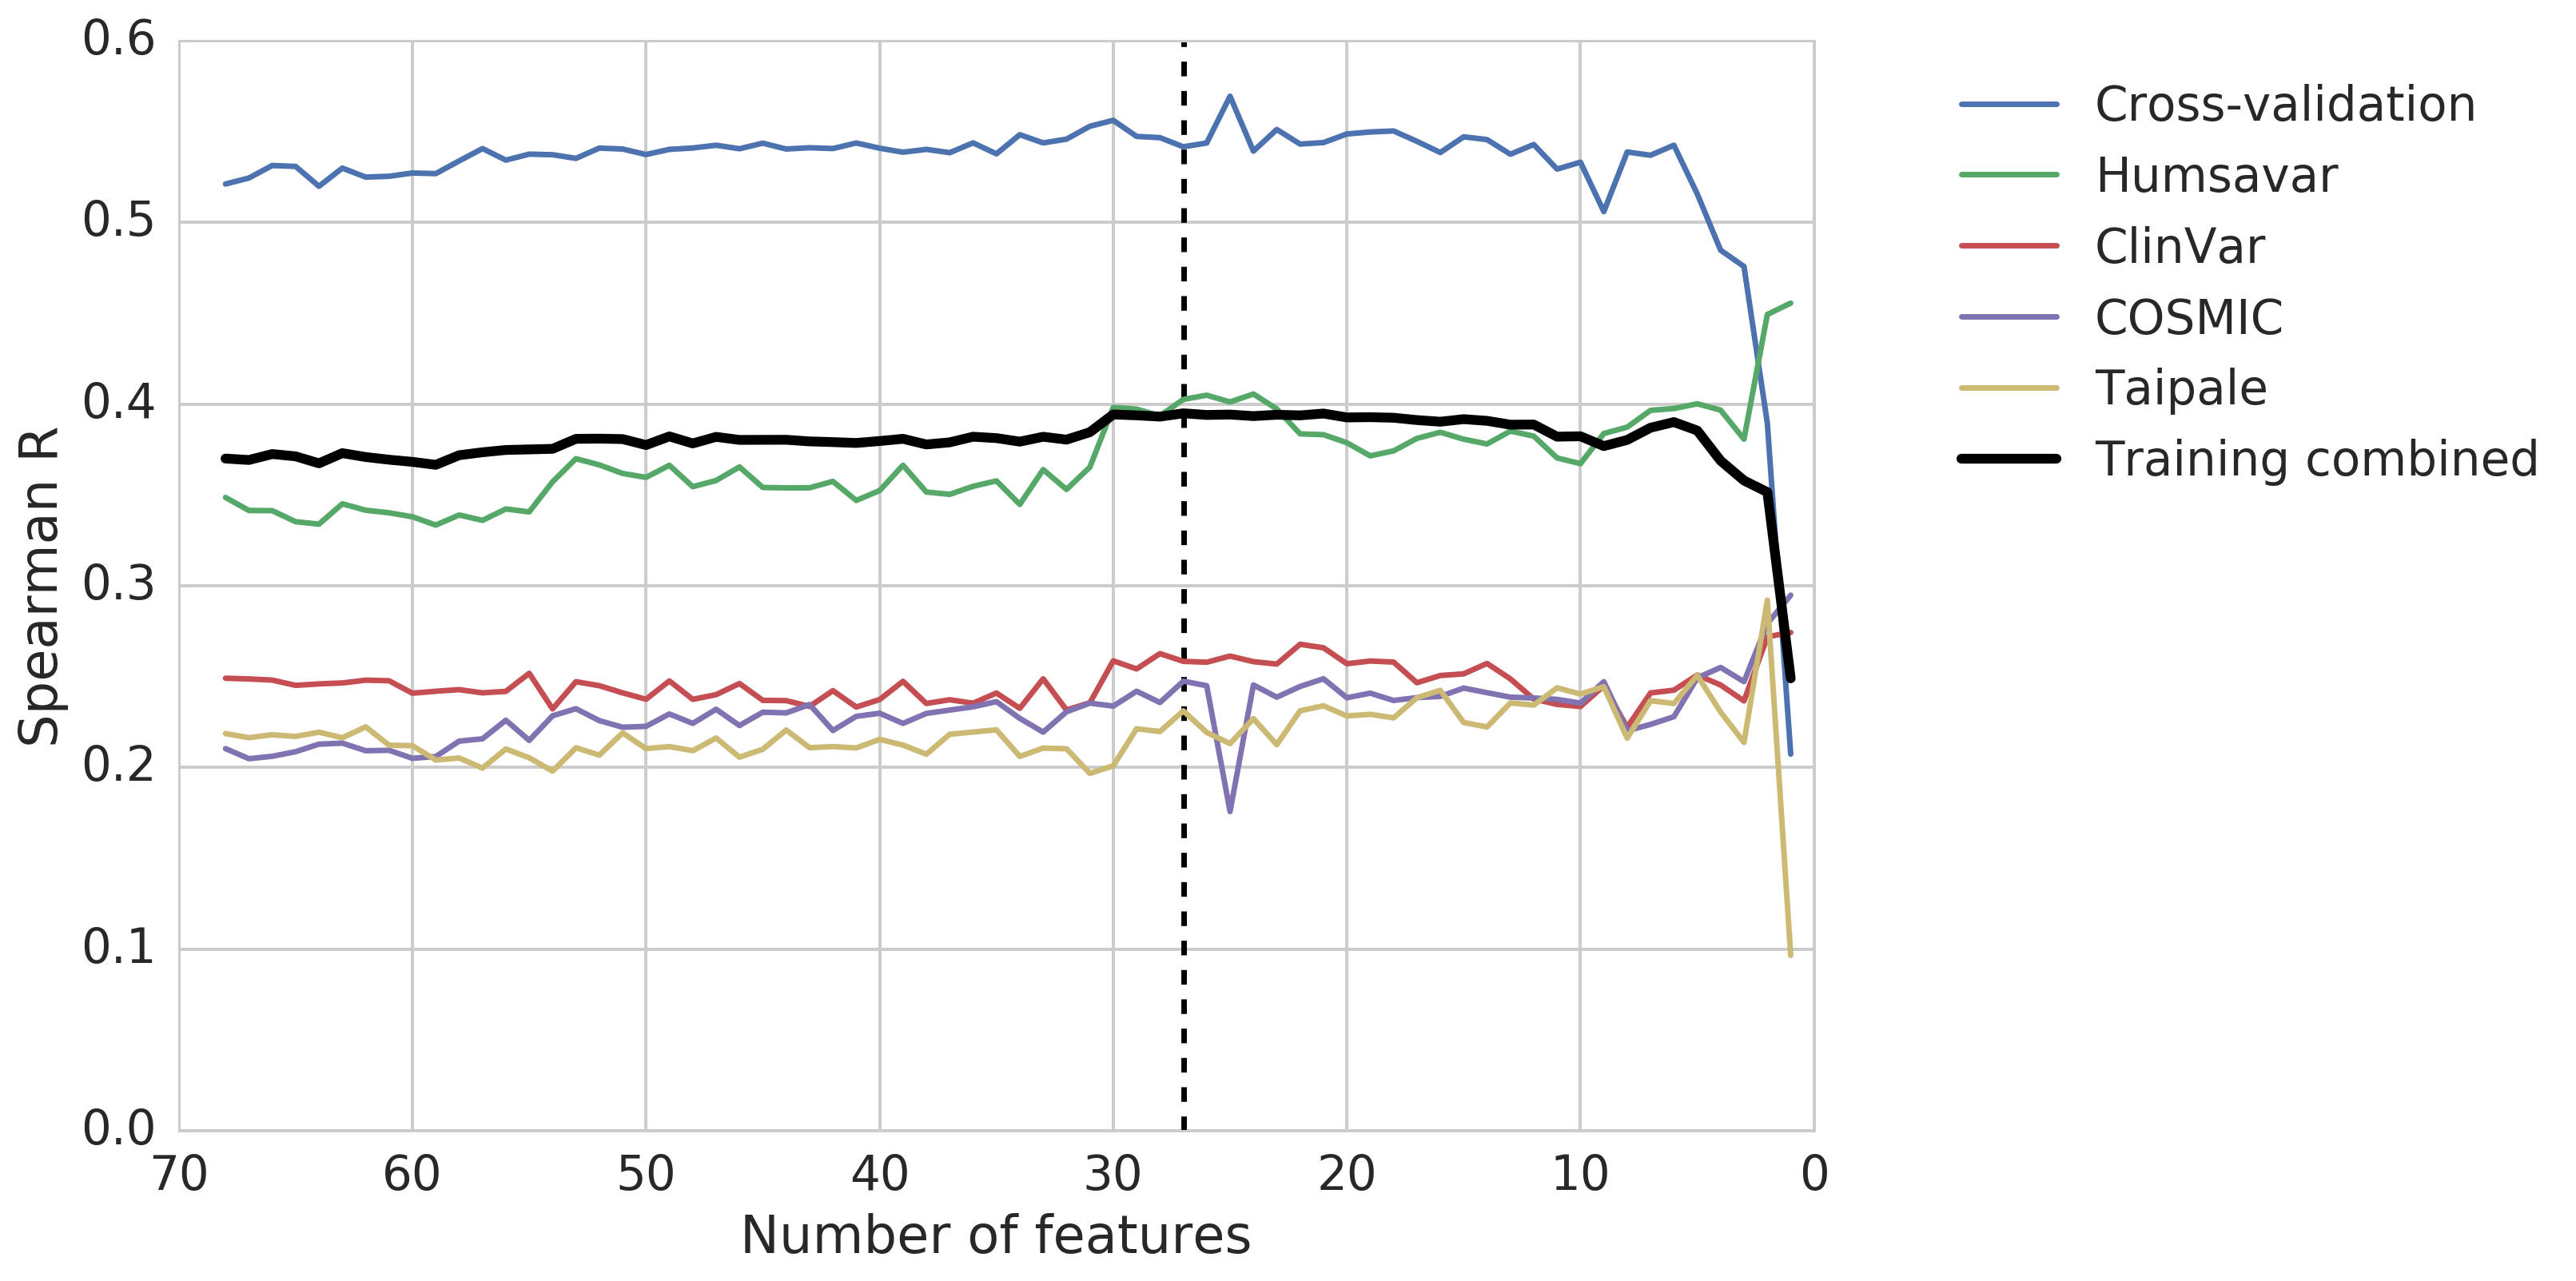 0.6
0.5
0.4
0.3
0.2
0.1
0.0
Spearman R
70 60 50 40 30 20 10 0
Number of features
Cross-validation
Humsavar
ClinVar
COSMIC
Taipale
Training combined